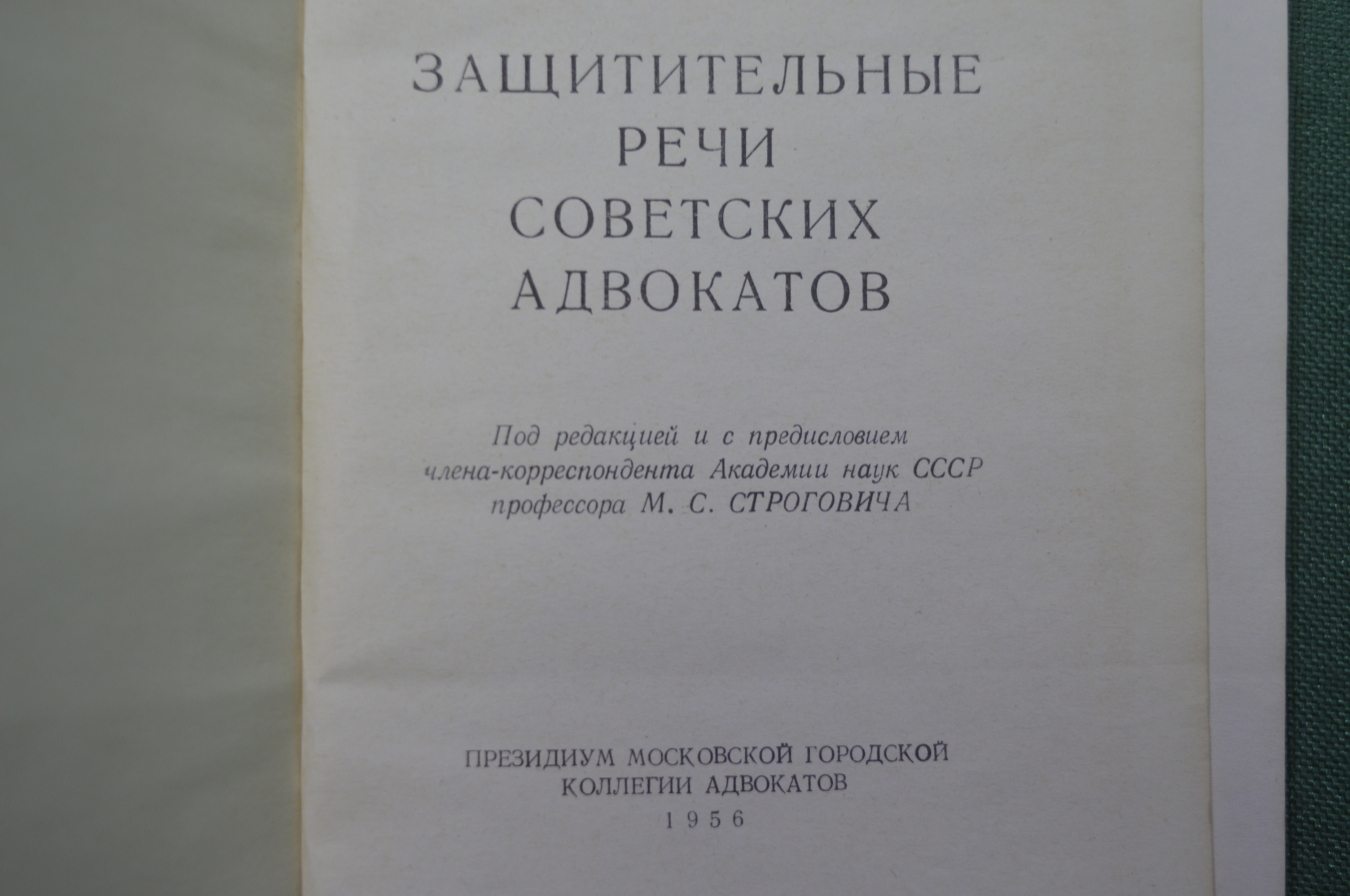 ЗАЩИТИТЕЛЬНЫЕ
РЕЧИ
СОВЕТСКИХ
АДВОКАТОВ
Под редакцией и с предисловием
члена-корреспондента Академии наук СССР
профессора М. С. СТРОГОВИЧА
ПРЕЗИДИУМ МОСКОВСКОЙ ГОРОДСКОЙ
КОЛЛЕГИИ АДВОКАТОВ
1956